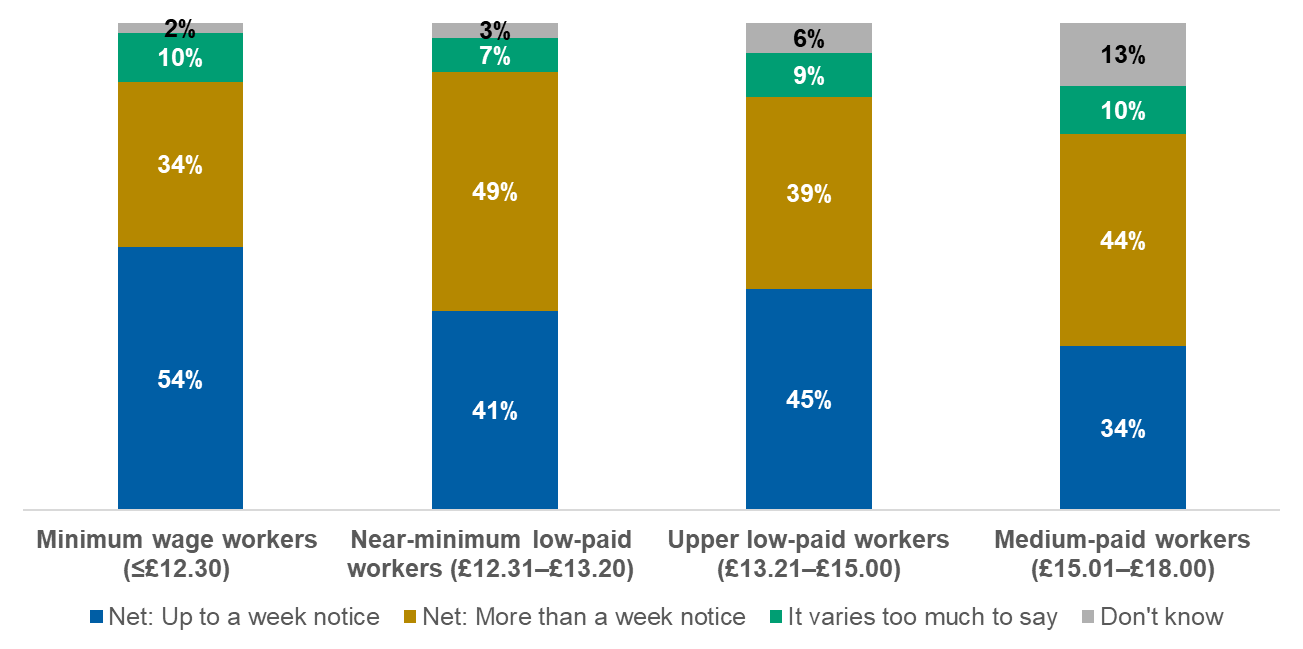 2%
3%
6%
13%
10%
7%
9%
10%
34%
49%
39%
44%
54%
41%
45%
34%
Minimum wage workers
(≤£12.30)
Near-minimum low-paid
workers (£12.31–£13.20)
Upper low-paid workers
(£13.21–£15.00)
Medium-paid workers
(£15.01–£18.00)
Net: Up to a week notice
Net: More than a week notice
It varies too much to say
Don't know